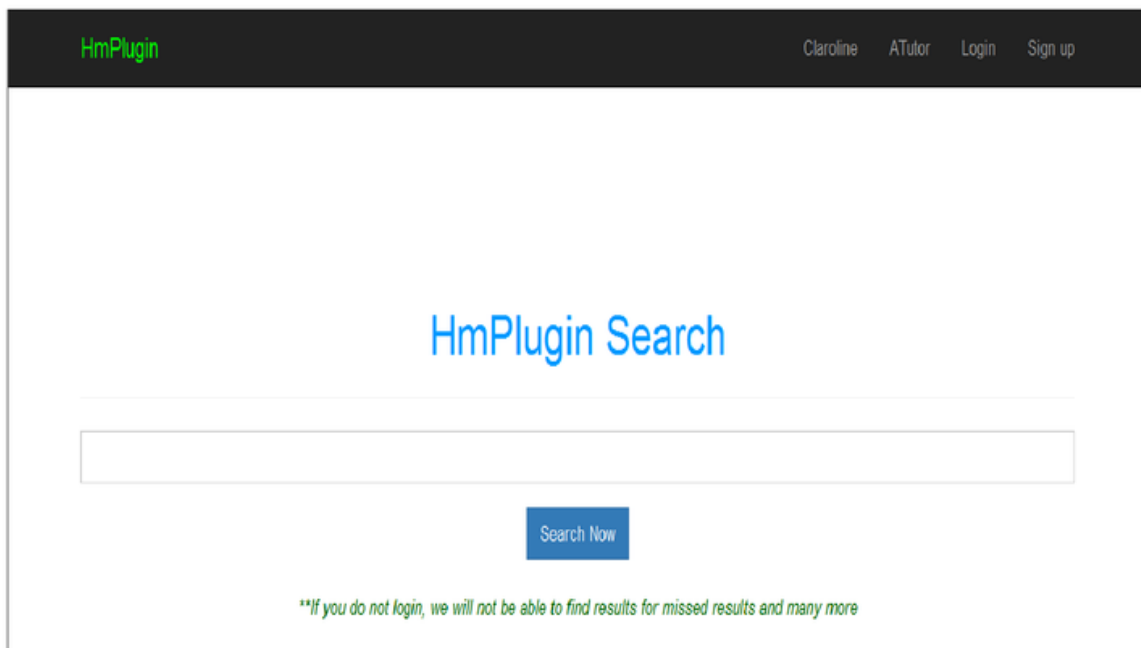 HmPlugin Claroline ATutor Login Sign up
HmPlugin Search
Search Now
**If you do not login, we will not be able to find results for missed results and many more